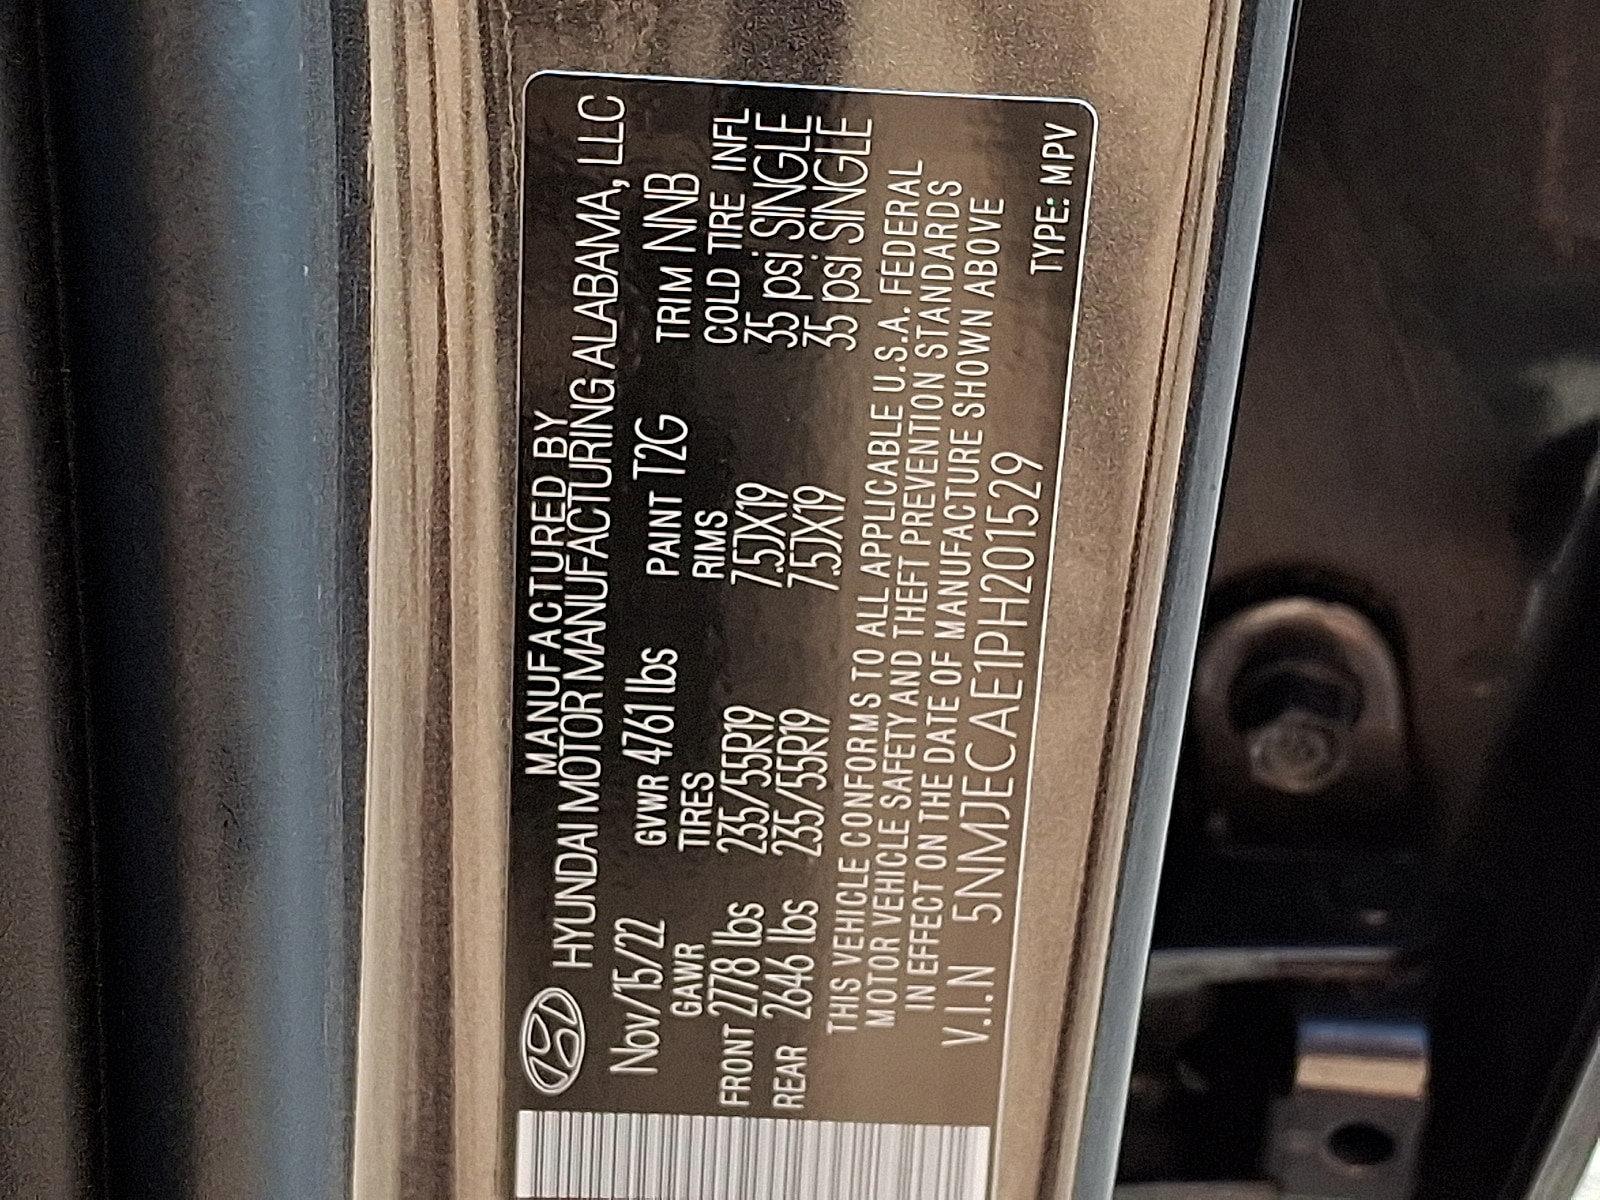 MANUFACTURED BY
HYUNDAI MOTOR MANUFACTURING ALABAMA, LLC
Nov/15/22 GVWR 4761 lbs PAINT T2G TRIM NNB
GAWR TIRES RIMS COLD TIRE INFL
FRONT 2778 lbs 235/55R19 7.5JX19 35 psi SINGLE
REAR 2646 lbs 235/55R19 7.5JX19 35 psi SINGLE
THIS VEHICLE CONFORMS TO ALL APPLICABLE U.S.A. FEDERAL
MOTOR VEHICLE SAFETY AND THEFT PREVENTION STANDARDS
IN EFFECT ON THE DATE OF MANUFACTURE SHOWN ABOVE
V.I.N 5NMJECAE1PH201529 TYPE: MPV